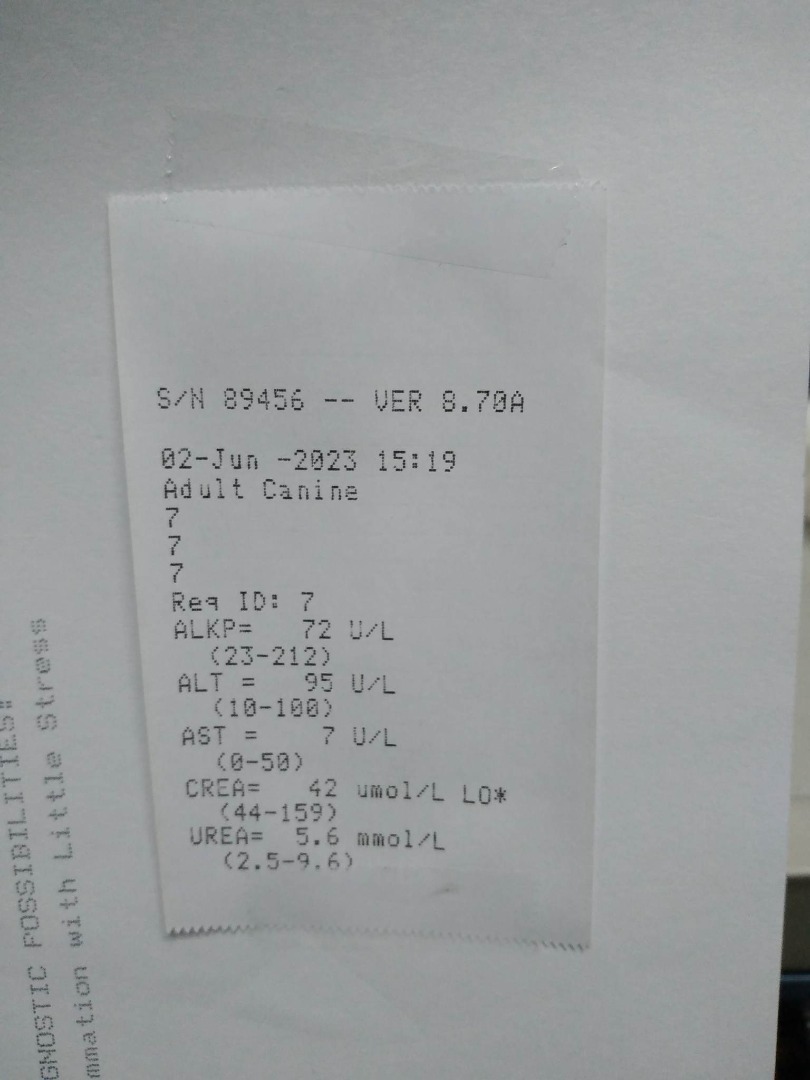 S/N 89456 -- VER 8.70A
02-Jun -2023 15:19
Adult Canine
7
7
7
Req ID: 7
ALKP= 72 U/L
(23-212)
ALT = 95 U/L
(10-100)
AST = 7 U/L
(0-50)
CREA= 42 umol/L LO*
(44-159)
UREA= 5.6 mmol/L
(2.5-9.6)
GNOSTIC POSSIBILITIES"
mmation with Little Stress